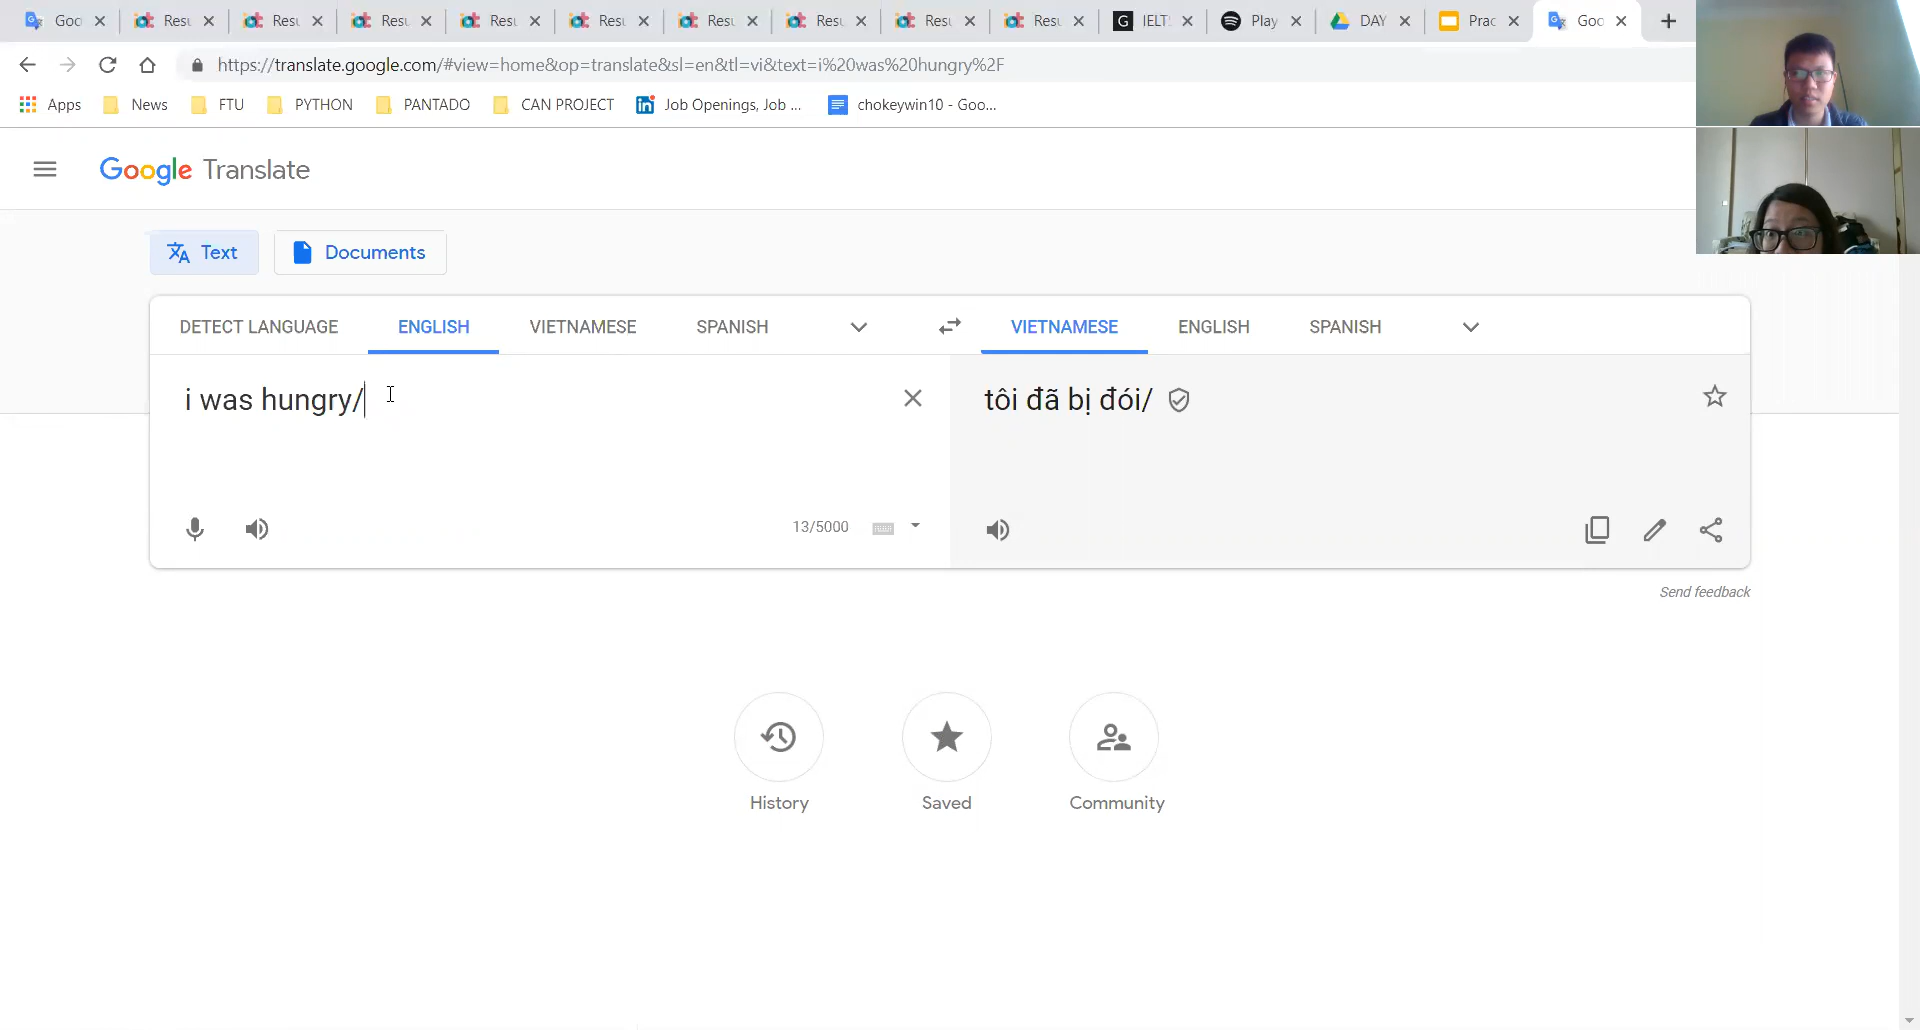 Goo Resu Resu Resu Resu Resu Resu Resu Resu Resu IELT Play DAY Prac Goo
https://translate.google.com/#view=home&op=translate&sl=en&tl=vi&text=i%20was%20hungry%2F
Apps News FTU PYTHON PANTADO CAN PROJECT Job Openings, Job ... chokeywin10 - Goo...
Google Translate
Text Documents
DETECT LANGUAGE ENGLISH VIETNAMESE SPANISH VIETNAMESE ENGLISH SPANISH
i was hungry/ tôi đã bị đói/
13/5000
Send feedback
History Saved Community